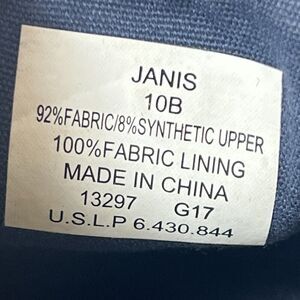 JANIS
10B
92%FABRIC/8%SYNTHETIC UPPER
100%FABRIC LINING
MADE IN CHINA
13297 G17
U.S.L.P 6.430.844